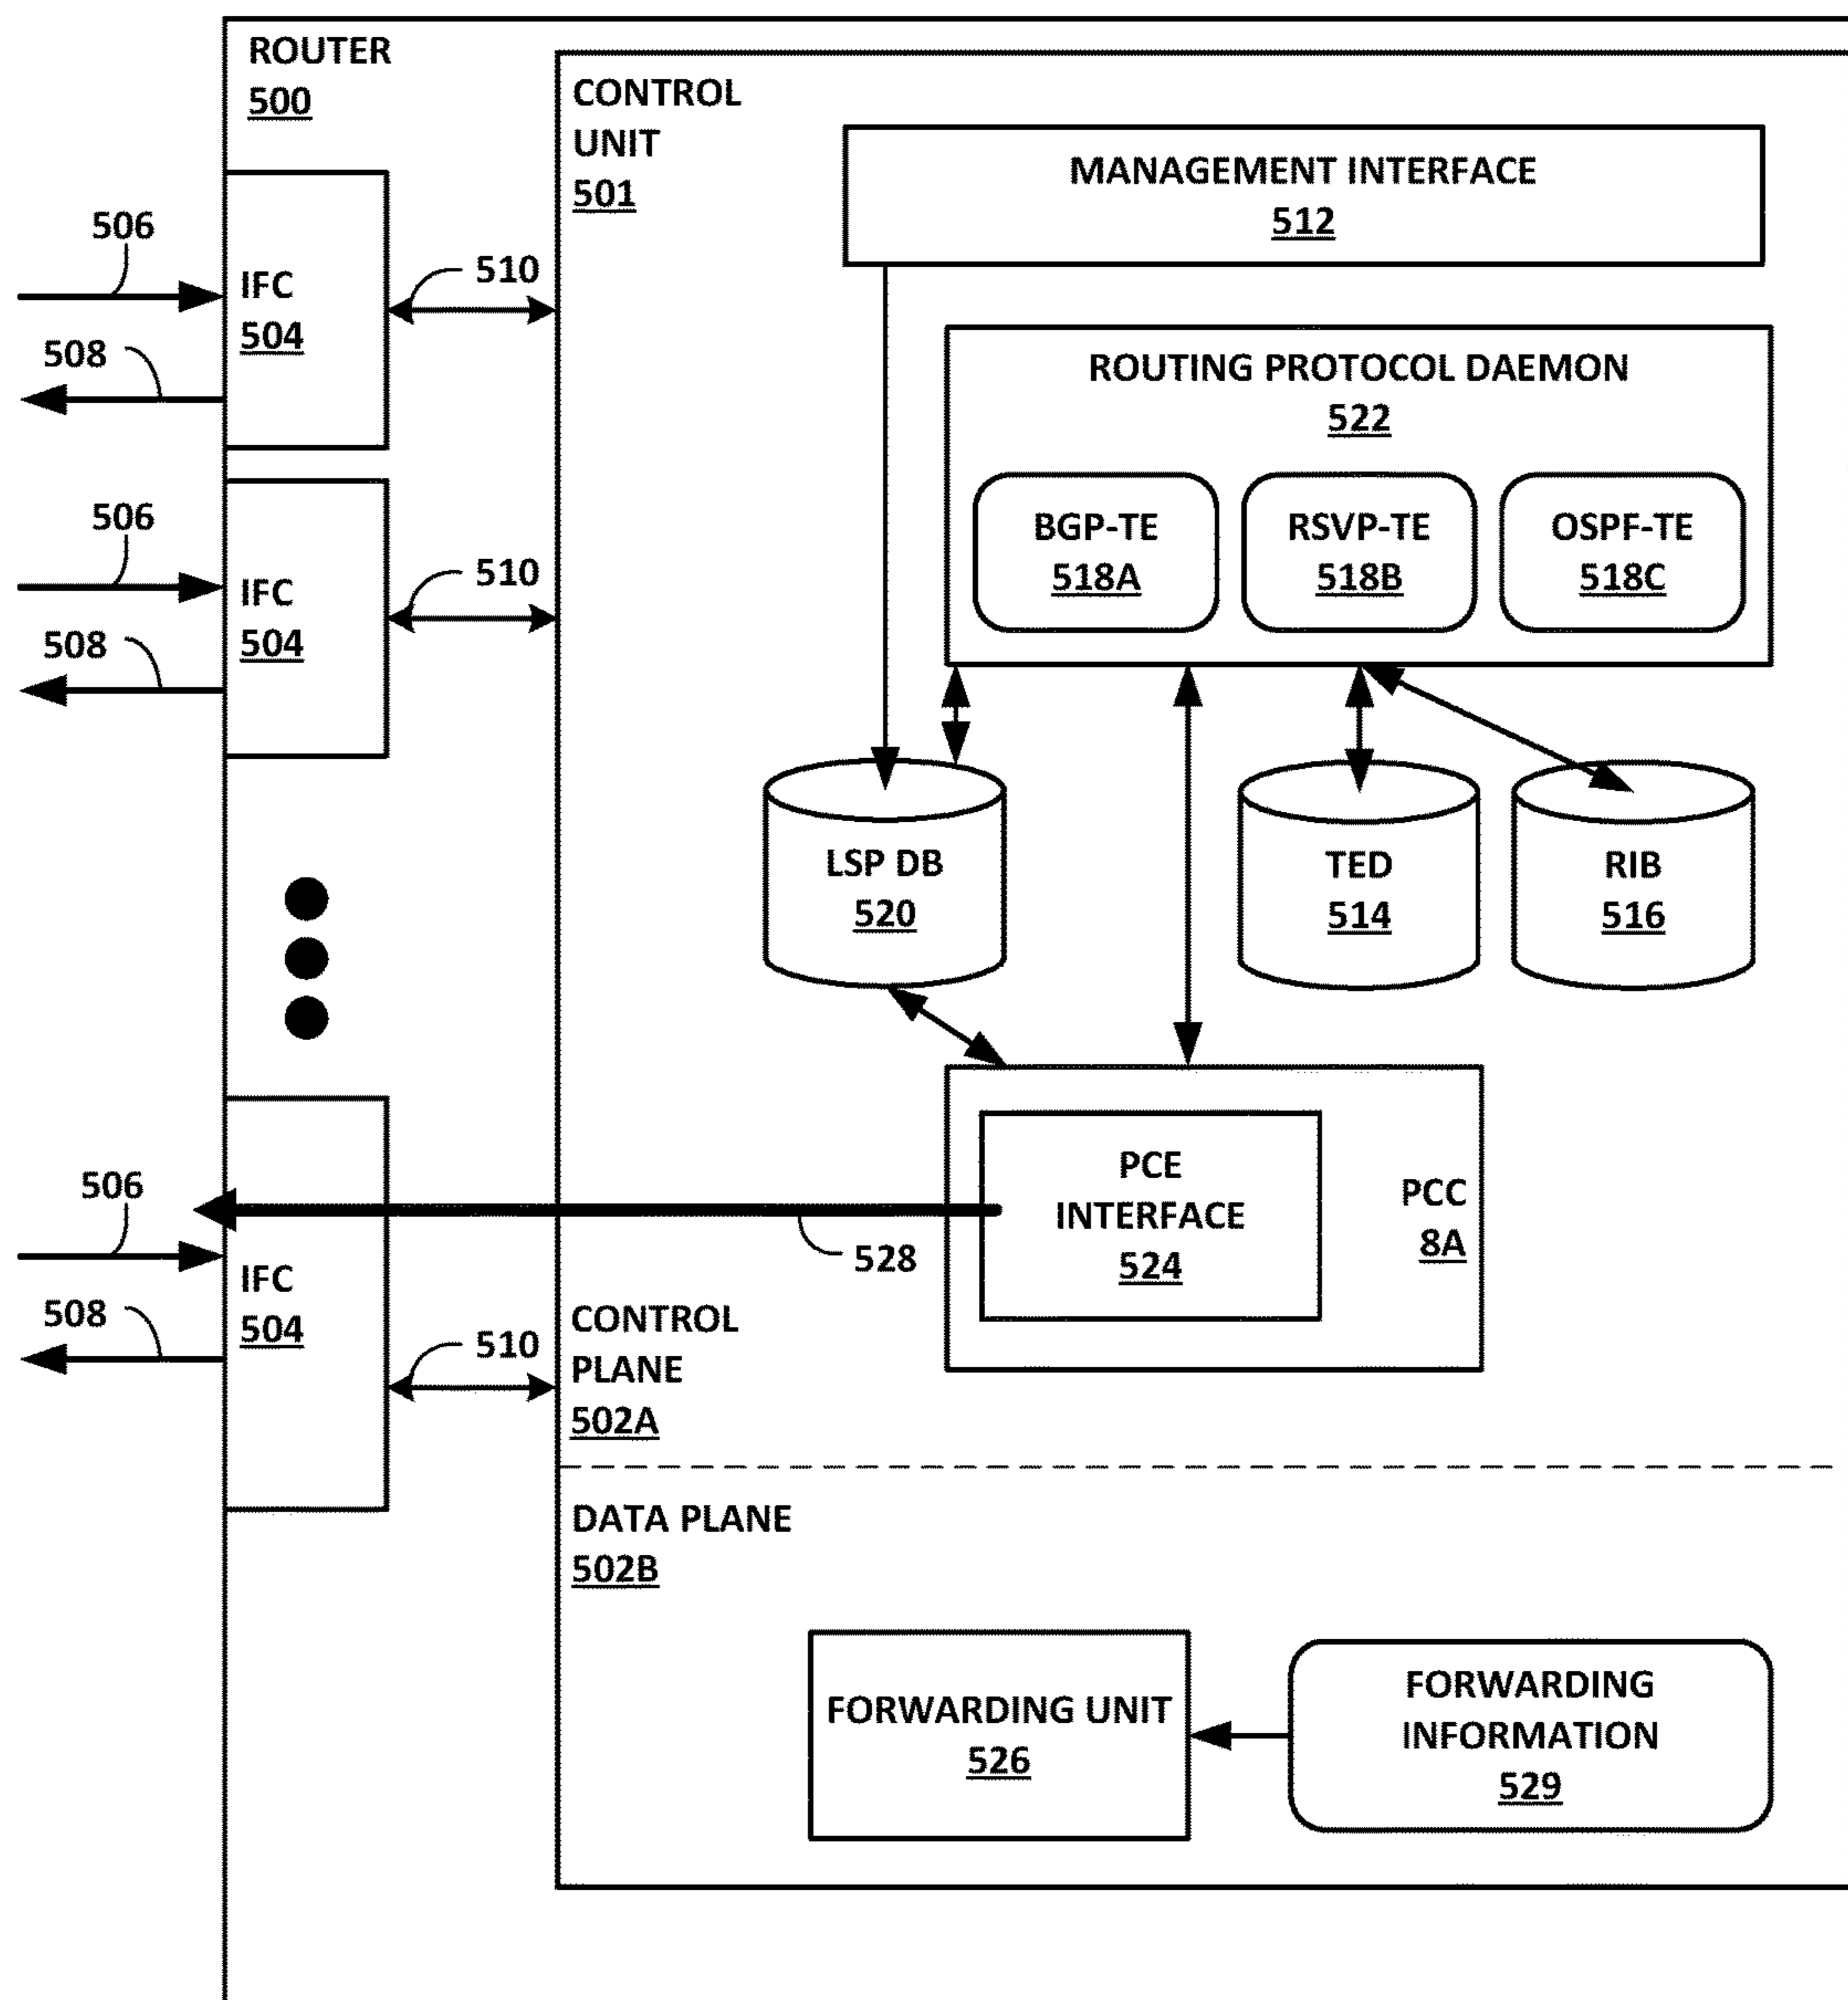 ROUTER
500
CONTROL
UNIT
501
MANAGEMENT INTERFACE
512
506
IFC
504
508
510
ROUTING PROTOCOL DAEMON
522
BGP-TE
518A
RSVP-TE
518B
OSPF-TE
518C
506
IFC
504
508
510
LSP DB
520
TED
514
RIB
516
506
IFC
504
508
510
528
PCE
INTERFACE
524
PCC
8A
CONTROL
PLANE
502A
DATA PLANE
502B
FORWARDING UNIT
526
FORWARDING
INFORMATION
529